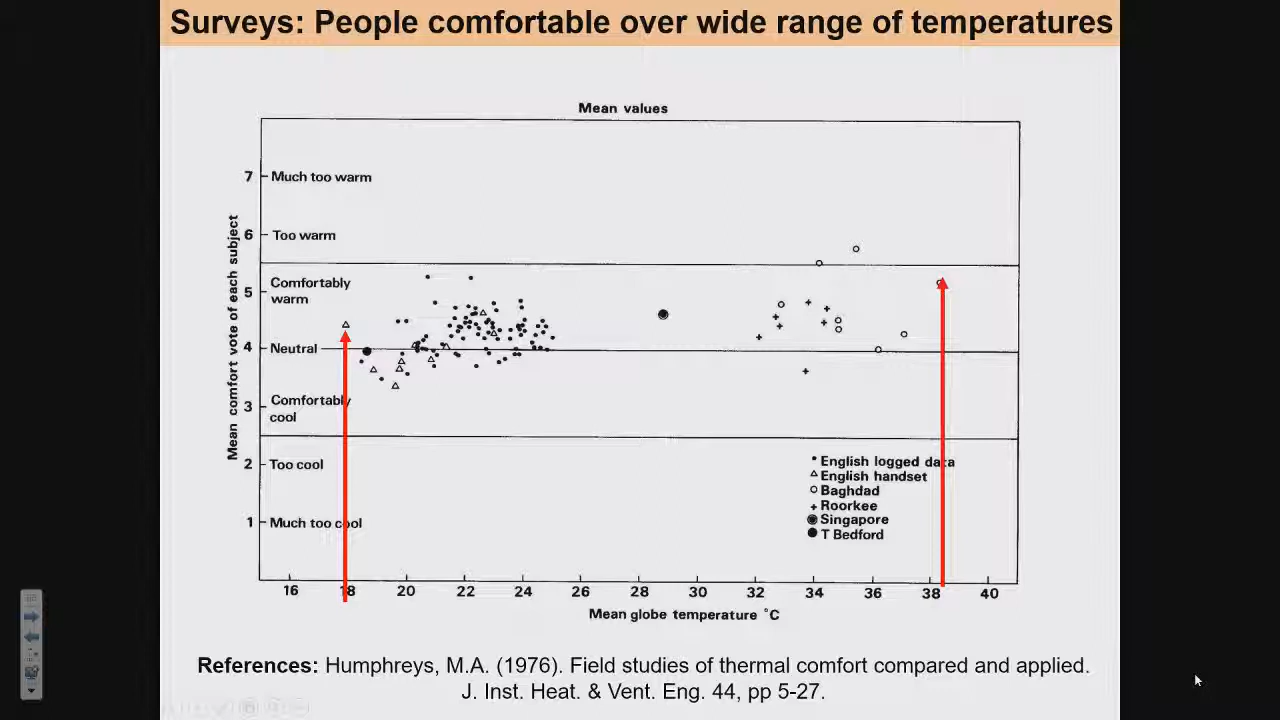 Surveys: People comfortable over wide range of temperatures
Mean values
Mean comfort vote of each subject
7 Much too warm
6 Too warm
5 Comfortably
warm
4 Neutral
3 Comfortably
cool
2 Too cool
1 Much too cool
English logged data
English handset
Baghdad
Roorkee
Singapore
T Bedford
16 18 20 22 24 26 28 30 32 34 36 38 40
Mean globe temperature °C
References: Humphreys, M.A. (1976). Field studies of thermal comfort compared and applied.
J. Inst. Heat. & Vent. Eng. 44, pp 5-27.